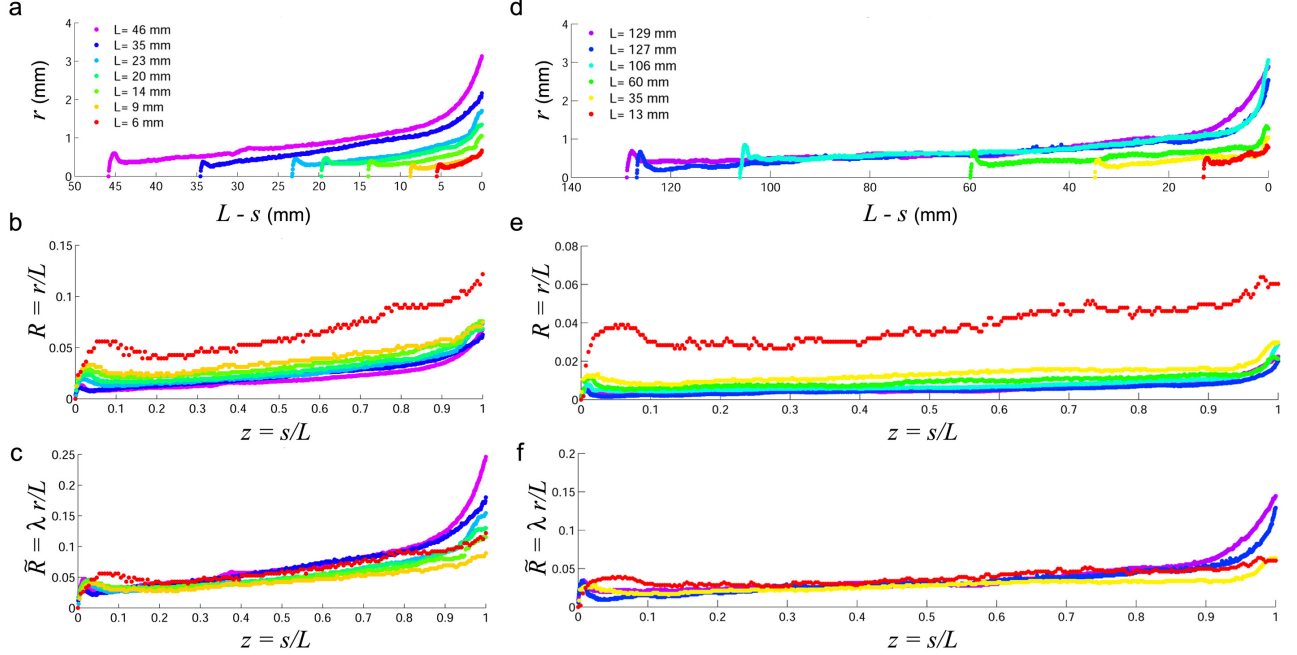 a
4
3
2
1
0
r (mm)
L= 46 mm
L= 35 mm
L= 23 mm
L= 20 mm
L= 14 mm
L= 9 mm
L= 6 mm
50 45 40 35 30 25 20 15 10 5 0
L - s (mm)
d
4
3
2
1
0
r (mm)
L= 129 mm
L= 127 mm
L= 106 mm
L= 60 mm
L= 35 mm
L= 13 mm
140 120 100 80 60 40 20 0
L - s (mm)
b
0.15
0.1
0.05
0
R = r/L
0 0.1 0.2 0.3 0.4 0.5 0.6 0.7 0.8 0.9 1
z = s/L
e
0.08
0.06
0.04
0.02
0
R = r/L
0 0.1 0.2 0.3 0.4 0.5 0.6 0.7 0.8 0.9 1
z = s/L
c
0.25
0.2
0.15
0.1
0.05
0
R̃ = λ r/L
0 0.1 0.2 0.3 0.4 0.5 0.6 0.7 0.8 0.9 1
z = s/L
f
0.2
0.15
0.1
0.05
0
R̃ = λ r/L
0 0.1 0.2 0.3 0.4 0.5 0.6 0.7 0.8 0.9 1
z = s/L